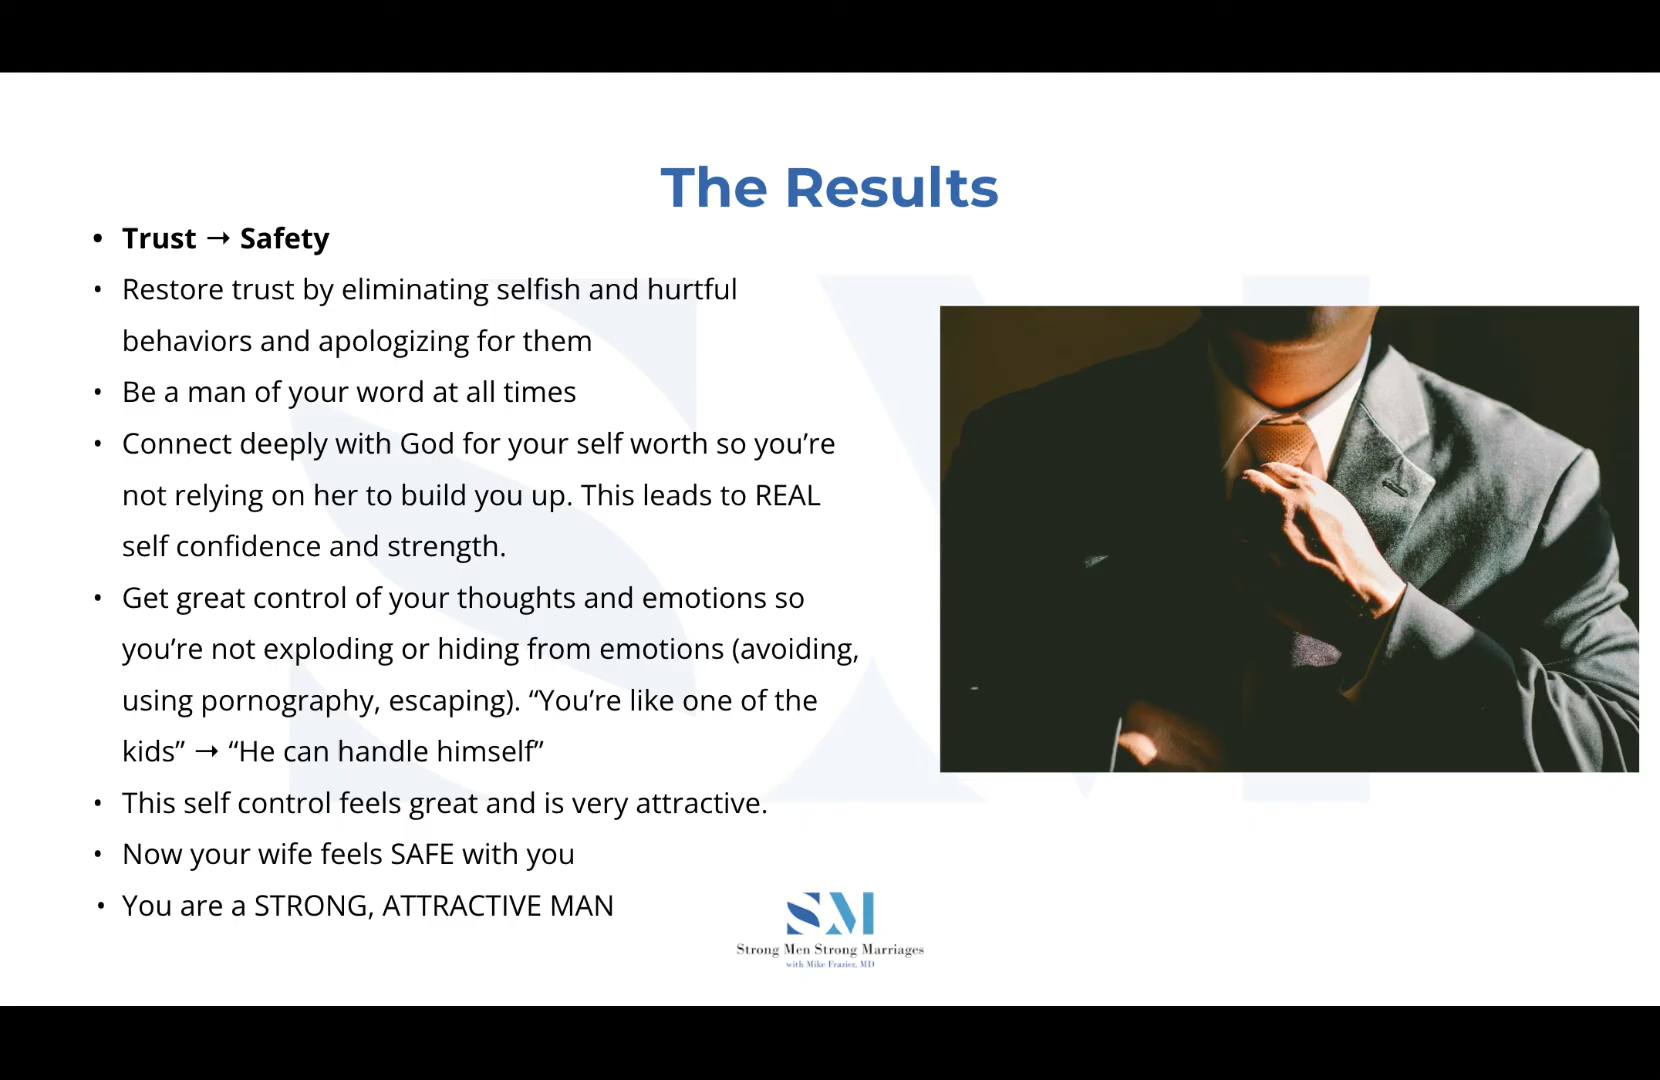 The Results
• Trust → Safety
• Restore trust by eliminating selfish and hurtful
behaviors and apologizing for them
• Be a man of your word at all times
• Connect deeply with God for your self worth so you’re
not relying on her to build you up. This leads to REAL
self confidence and strength.
• Get great control of your thoughts and emotions so
you’re not exploding or hiding from emotions (avoiding,
using pornography, escaping). “You’re like one of the
kids” → “He can handle himself”
• This self control feels great and is very attractive.
• Now your wife feels SAFE with you
• You are a STRONG, ATTRACTIVE MAN
SM
Strong Men Strong Marriages
with Mike Frazier, MD